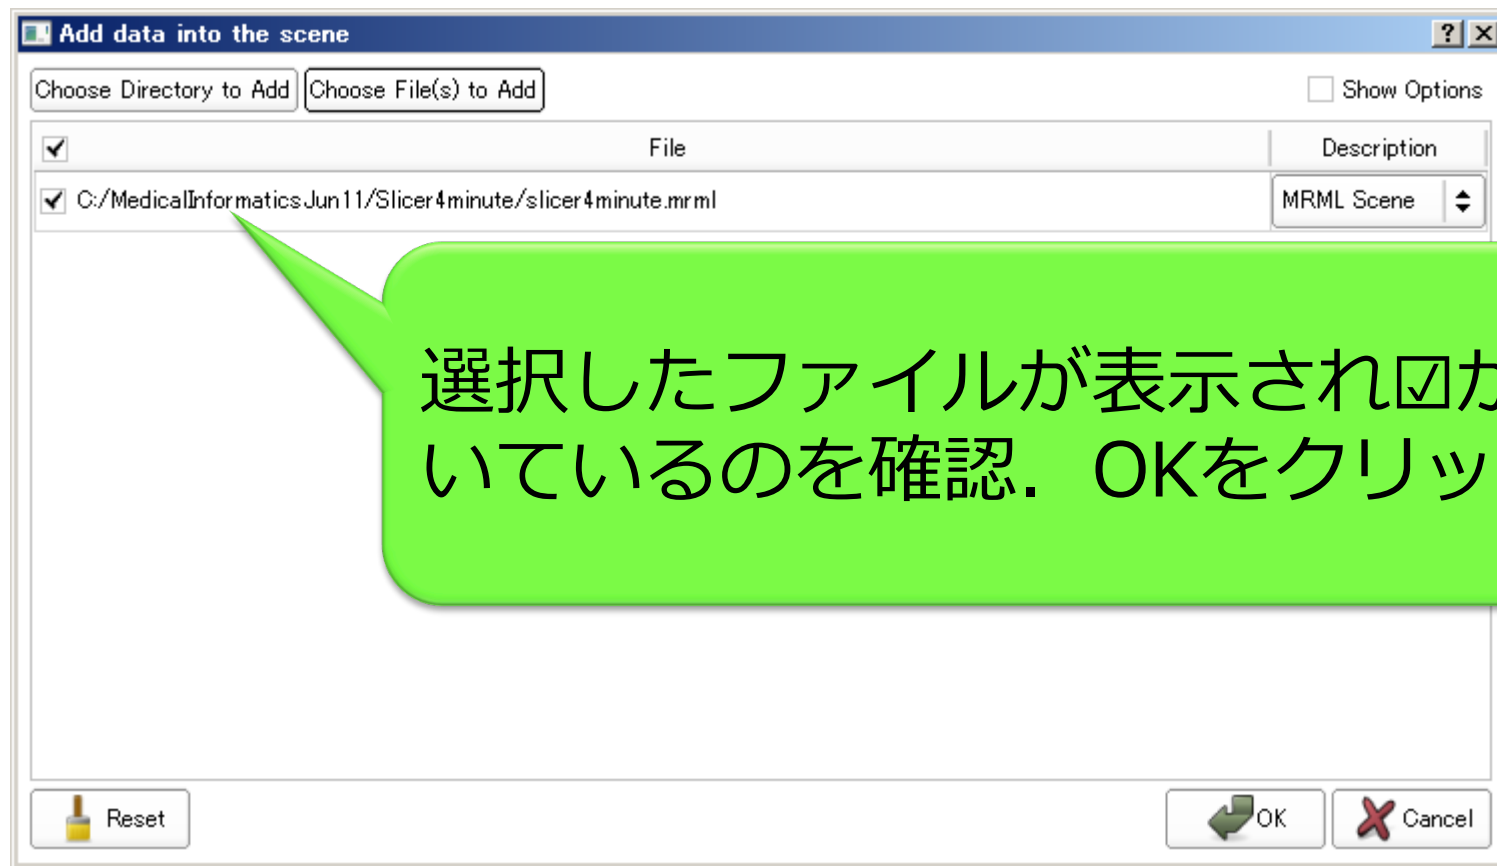 Add data into the scene
Choose Directory to Add Choose File(s) to Add Show Options
File Description
C:/MedicalInformaticsJun11/Slicer4minute/slicer4minute.mrml MRML Scene
選択したファイルが表示され☑か
いているのを確認．OKをクリッ
Reset OK Cancel